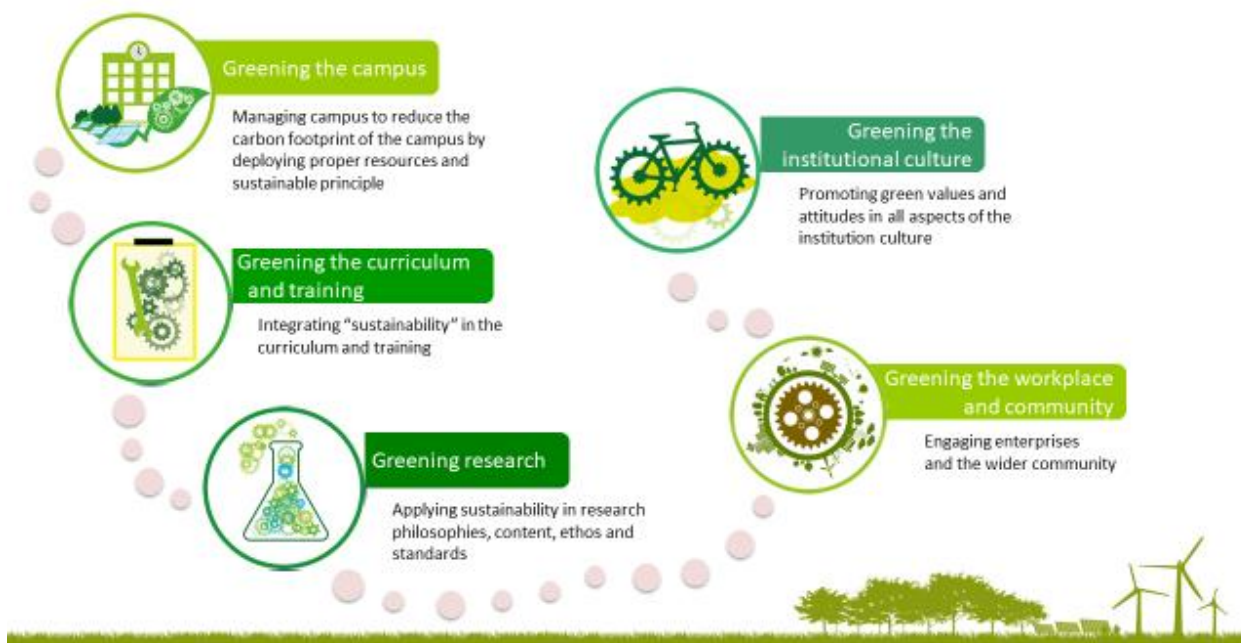 Greening the campus
Managing campus to reduce the
carbon footprint of the campus by
deploying proper resources and
sustainable principle
Greening the curriculum
and training
Integrating “sustainability” in the
curriculum and training
Greening research
Applying sustainability in research
philosophies, content, ethos and
standards
Greening the workplace
and community
Engaging enterprises
and the wider community
Greening the
institutional culture
Promoting green values and
attitudes in all aspects of the
institution culture